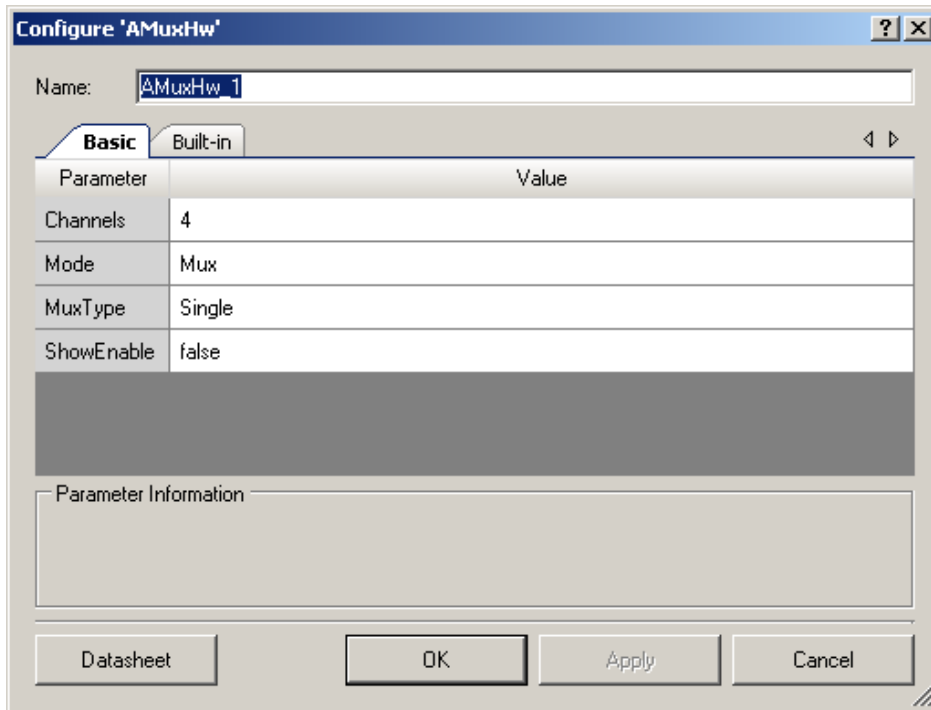 Configure 'AMuxHw'
Name: AMuxHw_1
Basic Built-in
Parameter Value
Channels 4
Mode Mux
MuxType Single
ShowEnable false
Parameter Information
Datasheet OK Apply Cancel